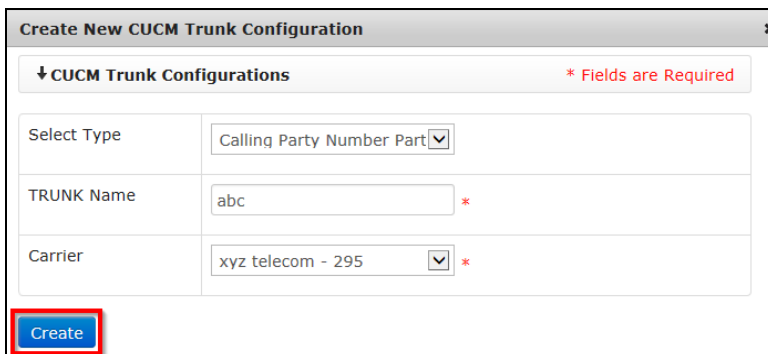 Create New CUCM Trunk Configuration
CUCM Trunk Configurations * Fields are Required
Select Type Calling Party Number Part
TRUNK Name abc *
Carrier xyz telecom - 295 *
Create